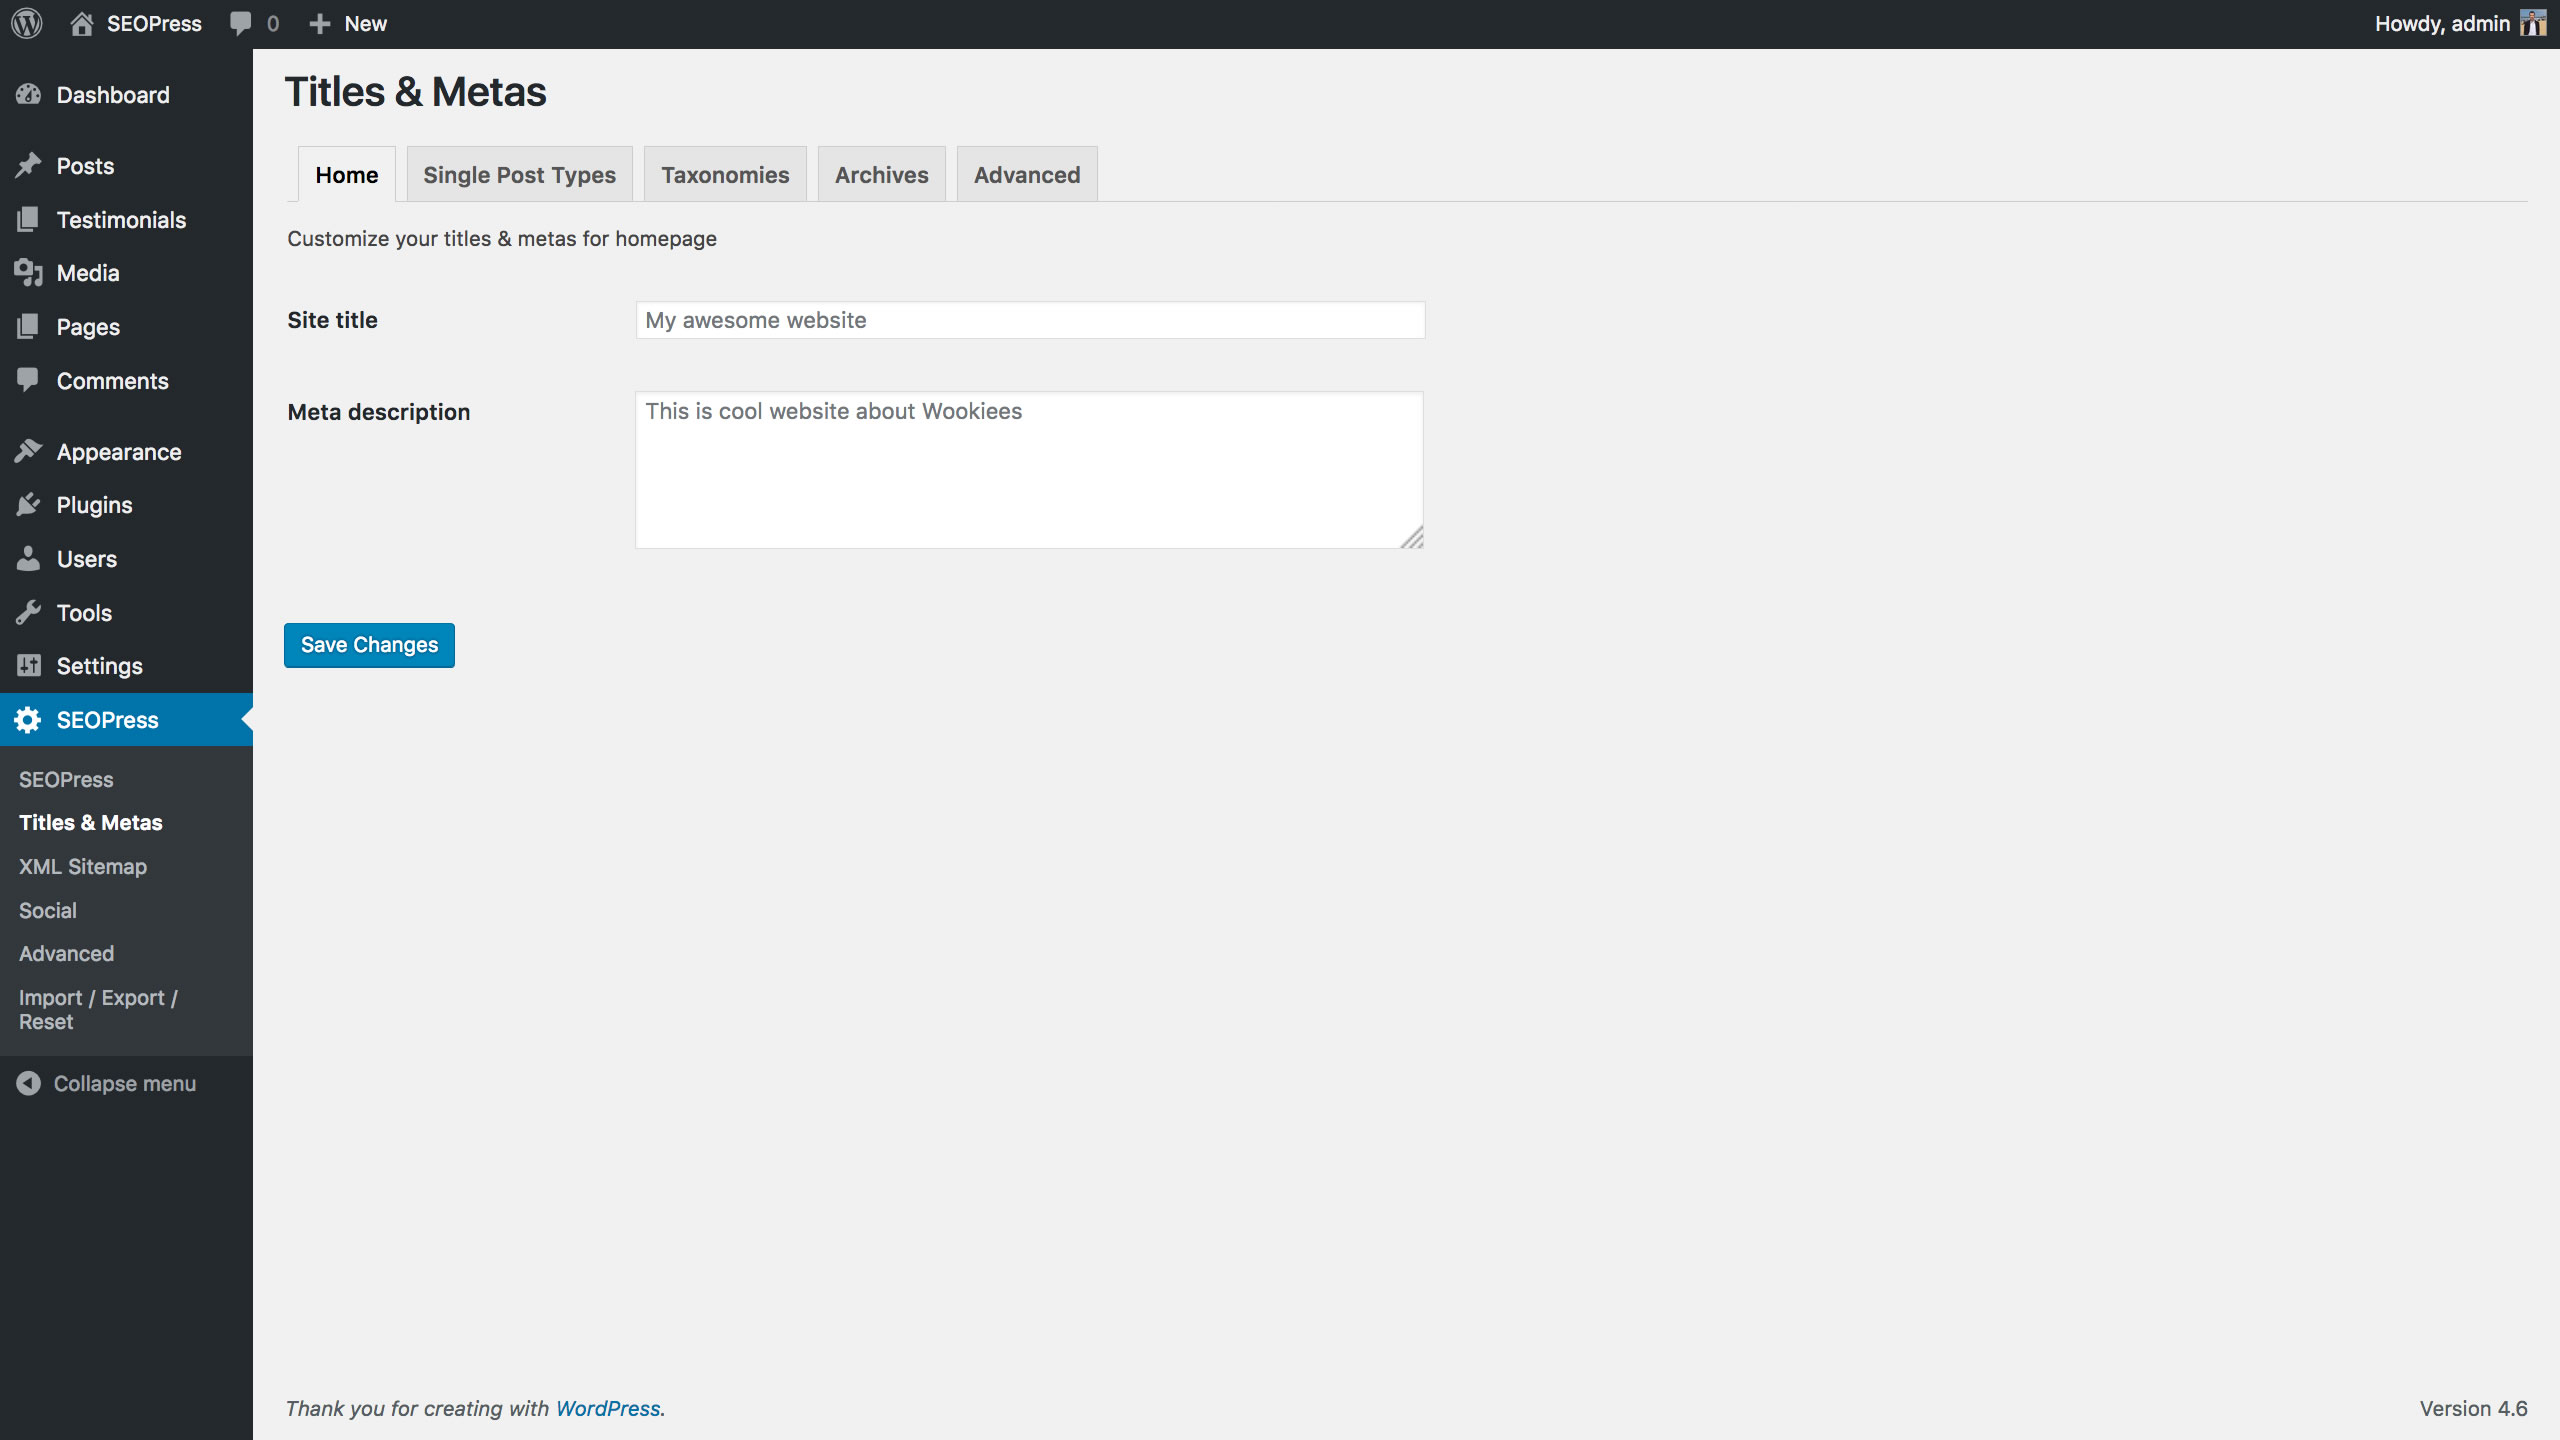 SEOPress
0
New
Howdy, admin
Dashboard
Posts
Testimonials
Media
Pages
Comments
Appearance
Plugins
Users
Tools
Settings
SEOPress
SEOPress
Titles & Metas
XML Sitemap
Social
Advanced
Import / Export /
Reset
Collapse menu
Titles & Metas
Home
Single Post Types
Taxonomies
Archives
Advanced
Customize your titles & metas for homepage
Site title
My awesome website
Meta description
This is cool website about Wookiees
Save Changes
Thank you for creating with WordPress.
Version 4.6